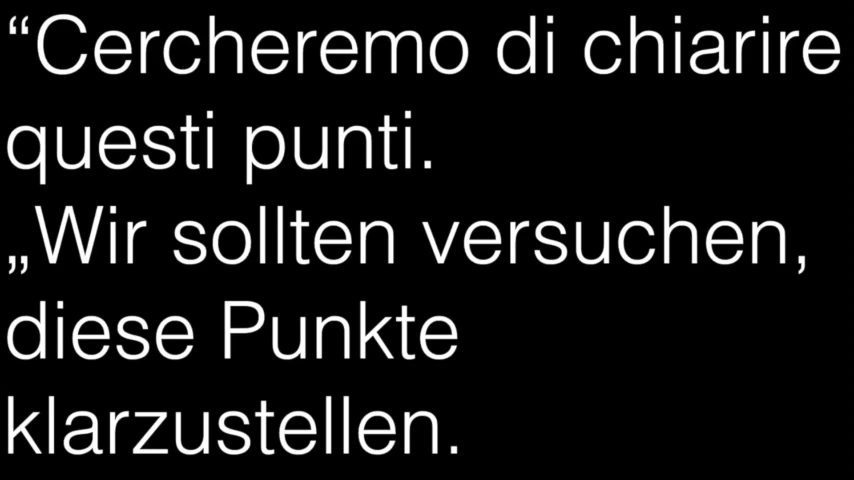 “Cercheremo di chiarire
questi punti.
„Wir sollten versuchen,
diese Punkte
klarzustellen.